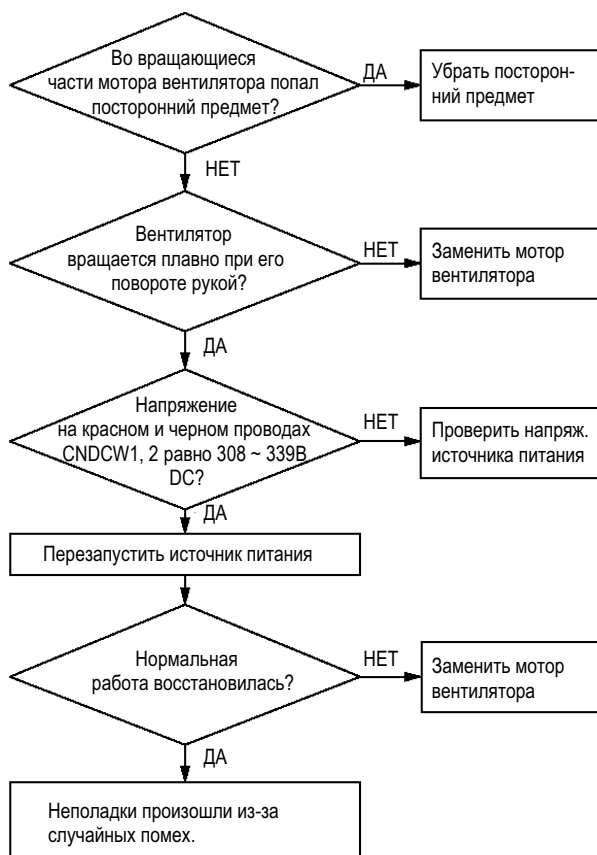 Во вращающиеся
части мотора вентилятора попал
посторонний предмет?
ДА
Убрать посторон-
ний предмет
НЕТ
Вентилятор
вращается плавно при его
повороте рукой?
НЕТ
Заменить мотор
вентилятора
ДА
Напряжение
на красном и черном проводах
CNDCW1, 2 равно 308 ~ 339В
DC?
НЕТ
Проверить напряж.
источника питания
ДА
Перезапустить источник питания
Нормальная
работа восстановилась?
НЕТ
Заменить мотор
вентилятора
ДА
Неполадки произошли из-за
случайных помех.